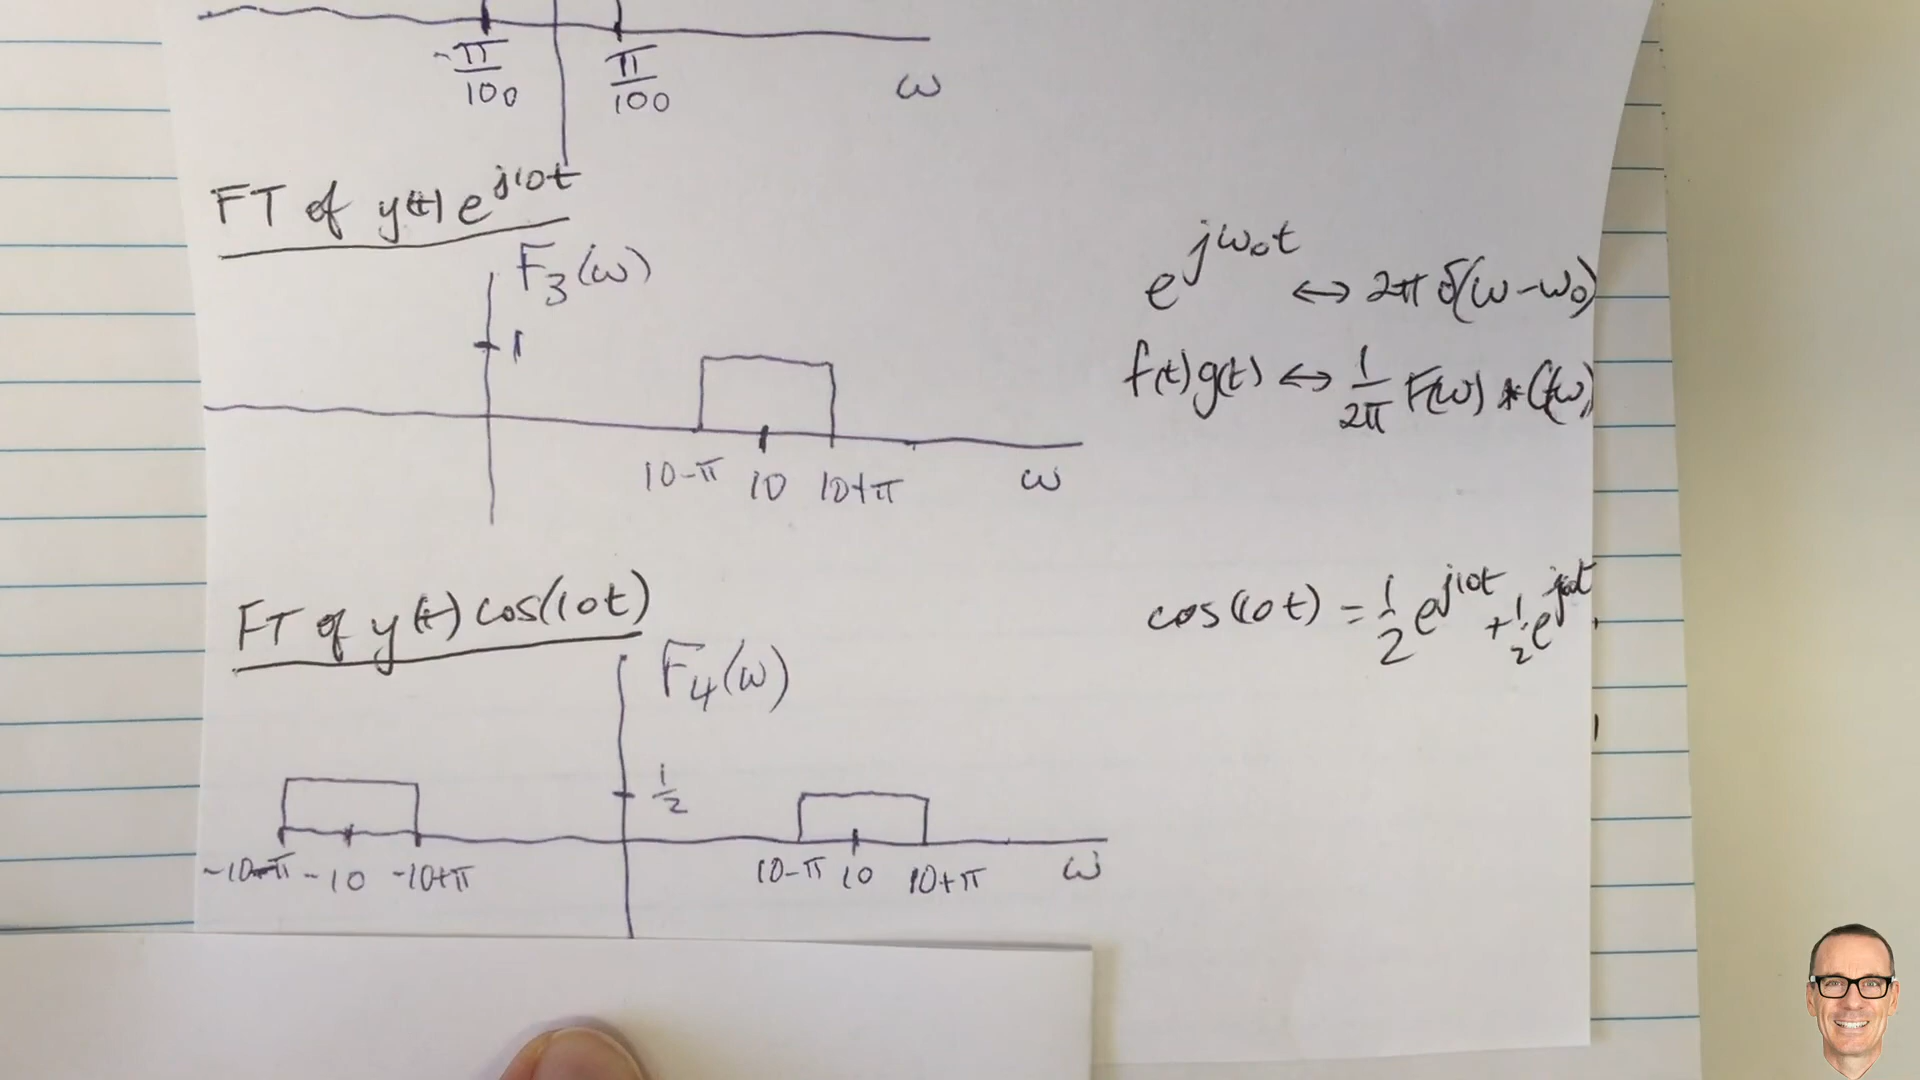 -π/100 π/100 ω
FT of y(t) e^{j10t}
F₃(ω)
1
10-π 10 10+π ω
e^{jω₀t} ↔ 2π δ(ω-ω₀)
f(t)g(t) ↔ 1/2π F(ω) * G(ω)
FT of y(t) cos(10t)
F₄(ω)
1/2
-10-π -10 -10+π 10-π 10 10+π ω
cos(10t) = 1/2 e^{j10t} + 1/2 e